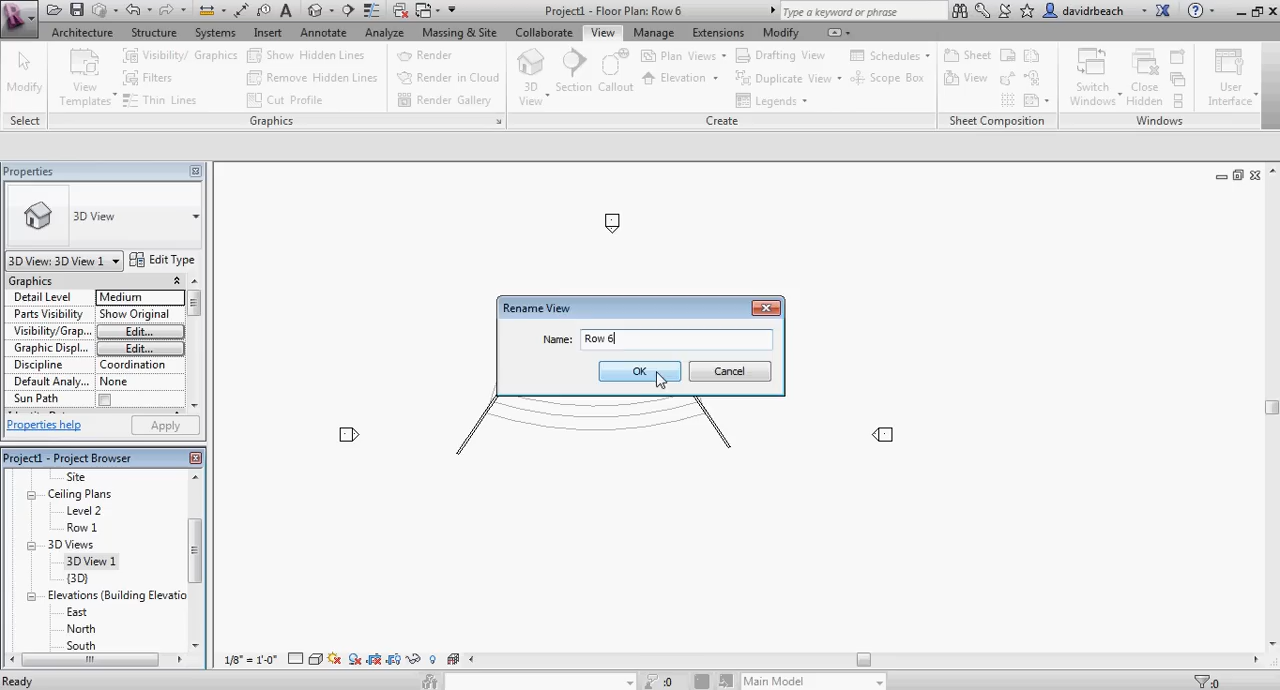 Project1 - Floor Plan: Row 6
Type a keyword or phrase
davidrbeach
Architecture Structure Systems Insert Annotate Analyze Massing & Site Collaborate View Manage Extensions Modify
Modify
View
Templates
Visibility/ Graphics
Filters
Thin Lines
Show Hidden Lines
Remove Hidden Lines
Cut Profile
Render
Render in Cloud
Render Gallery
3D
View
Section
Callout
Plan Views
Elevation
Drafting View
Duplicate View
Legends
Schedules
Scope Box
Sheet
View
Switch
Windows
Close
Hidden
User
Interface
Select Graphics Create Sheet Composition Windows
Properties
3D View
3D View: 3D View 1
Edit Type
Graphics
Detail Level Medium
Parts Visibility Show Original
Visibility/Grap... Edit...
Graphic Displ... Edit...
Discipline Coordination
Default Analy... None
Sun Path
Properties help
Apply
Project1 - Project Browser
Site
Ceiling Plans
Level 2
Row 1
3D Views
3D View 1
{3D}
Elevations (Building Elevatio
East
North
South
Rename View
Name: Row 6
OK
Cancel
1/8" = 1'-0"
Ready
:0
Main Model
:0